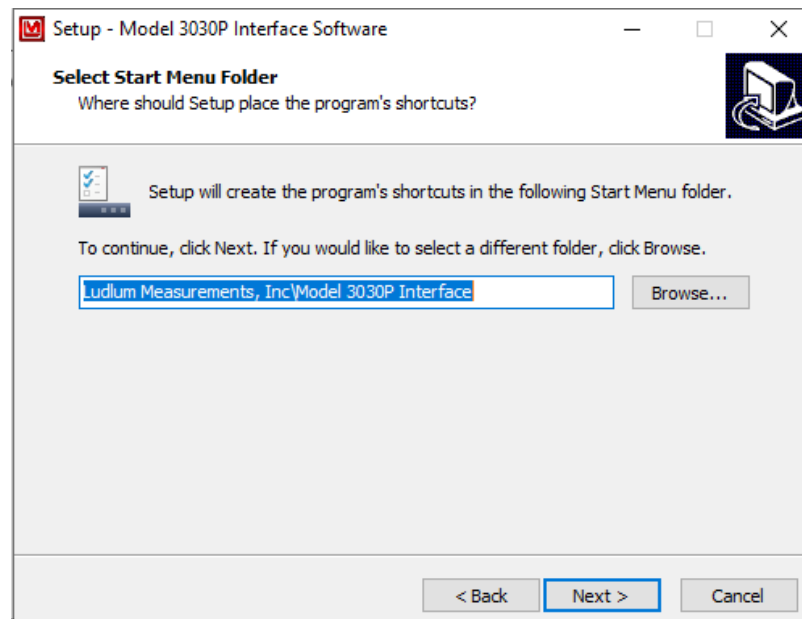 Setup - Model 3030P Interface Software
Select Start Menu Folder
Where should Setup place the program's shortcuts?
Setup will create the program's shortcuts in the following Start Menu folder.
To continue, click Next. If you would like to select a different folder, click Browse.
Ludlum Measurements, Inc\Model 3030P Interface
Browse...
< Back
Next >
Cancel